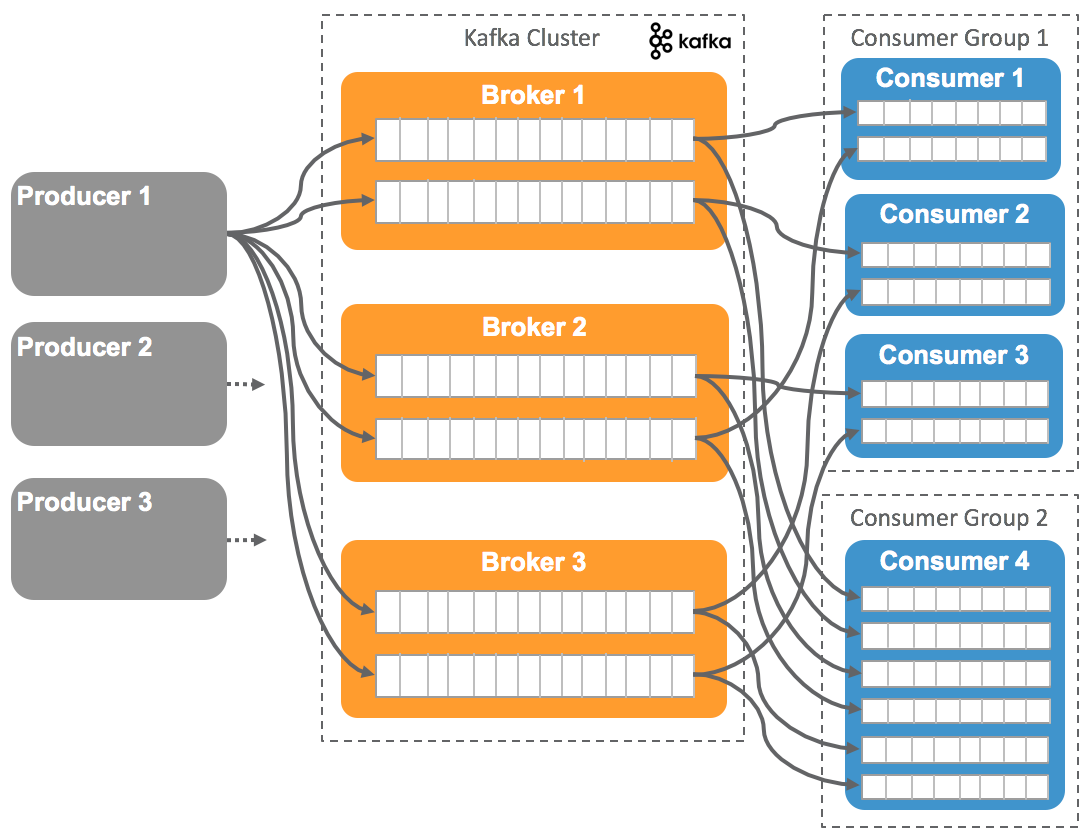 Kafka Cluster
kafka
Consumer Group 1
Broker 1
Consumer 1
Producer 1
Consumer 2
Broker 2
Producer 2
Consumer 3
Producer 3
Consumer Group 2
Broker 3
Consumer 4